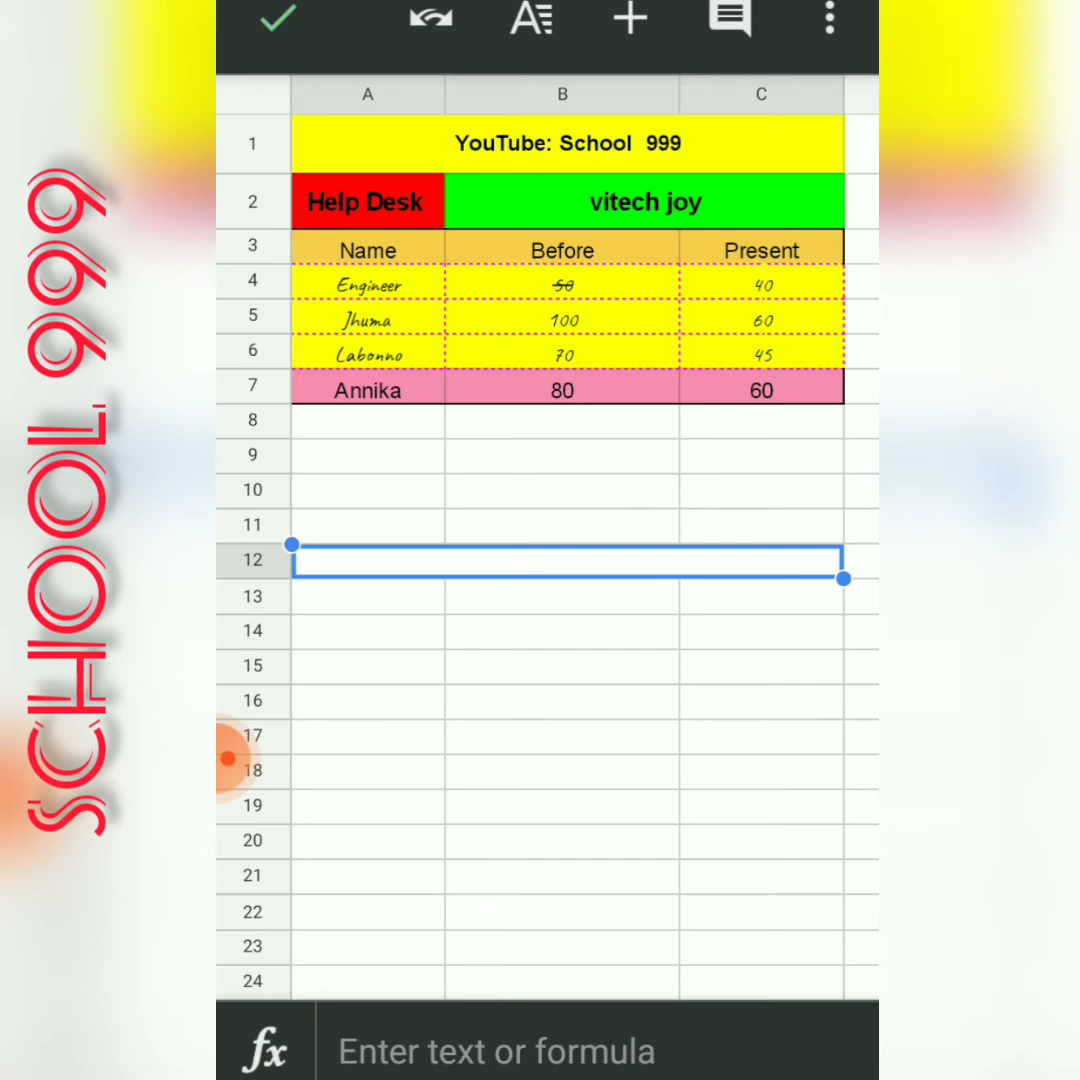 SCHOOL 999
A B C
1 YouTube: School 999
2 Help Desk vitech joy
3 Name Before Present
4 Engineer 50 40
5 Jhuma 100 60
6 Labonno 70 45
7 Annika 80 60
8
9
10
11
12
13
14
15
16
17
18
19
20
21
22
23
24
fx Enter text or formula